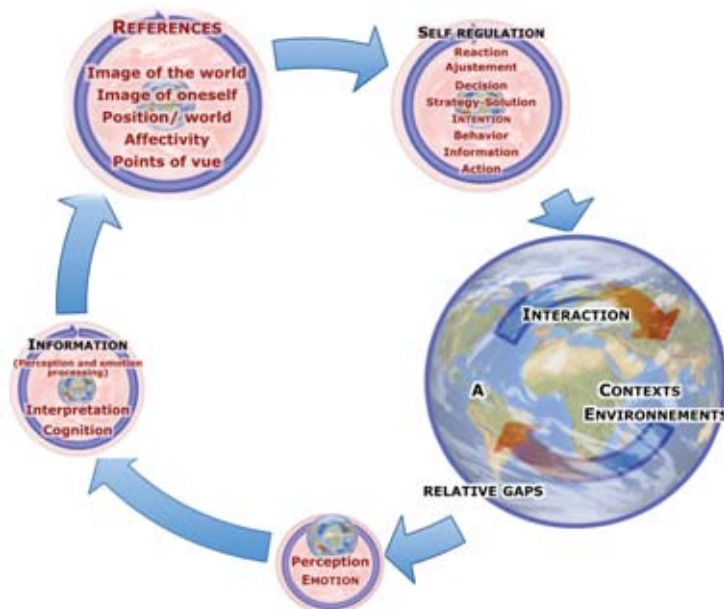 REFERENCES
Image of the world
Image of oneself
Position/ world
Affectivity
Points of vue
SELF REGULATION
Reaction
Ajustement
Decision
Strategy-Solution
INTENTION
Behavior
Information
Action
INTERACTION
A
CONTEXTS
ENVIRONNEMENTS
RELATIVE GAPS
Perception
EMOTION
INFORMATION
(Perception and emotion
processing)
Interpretation
Cognition